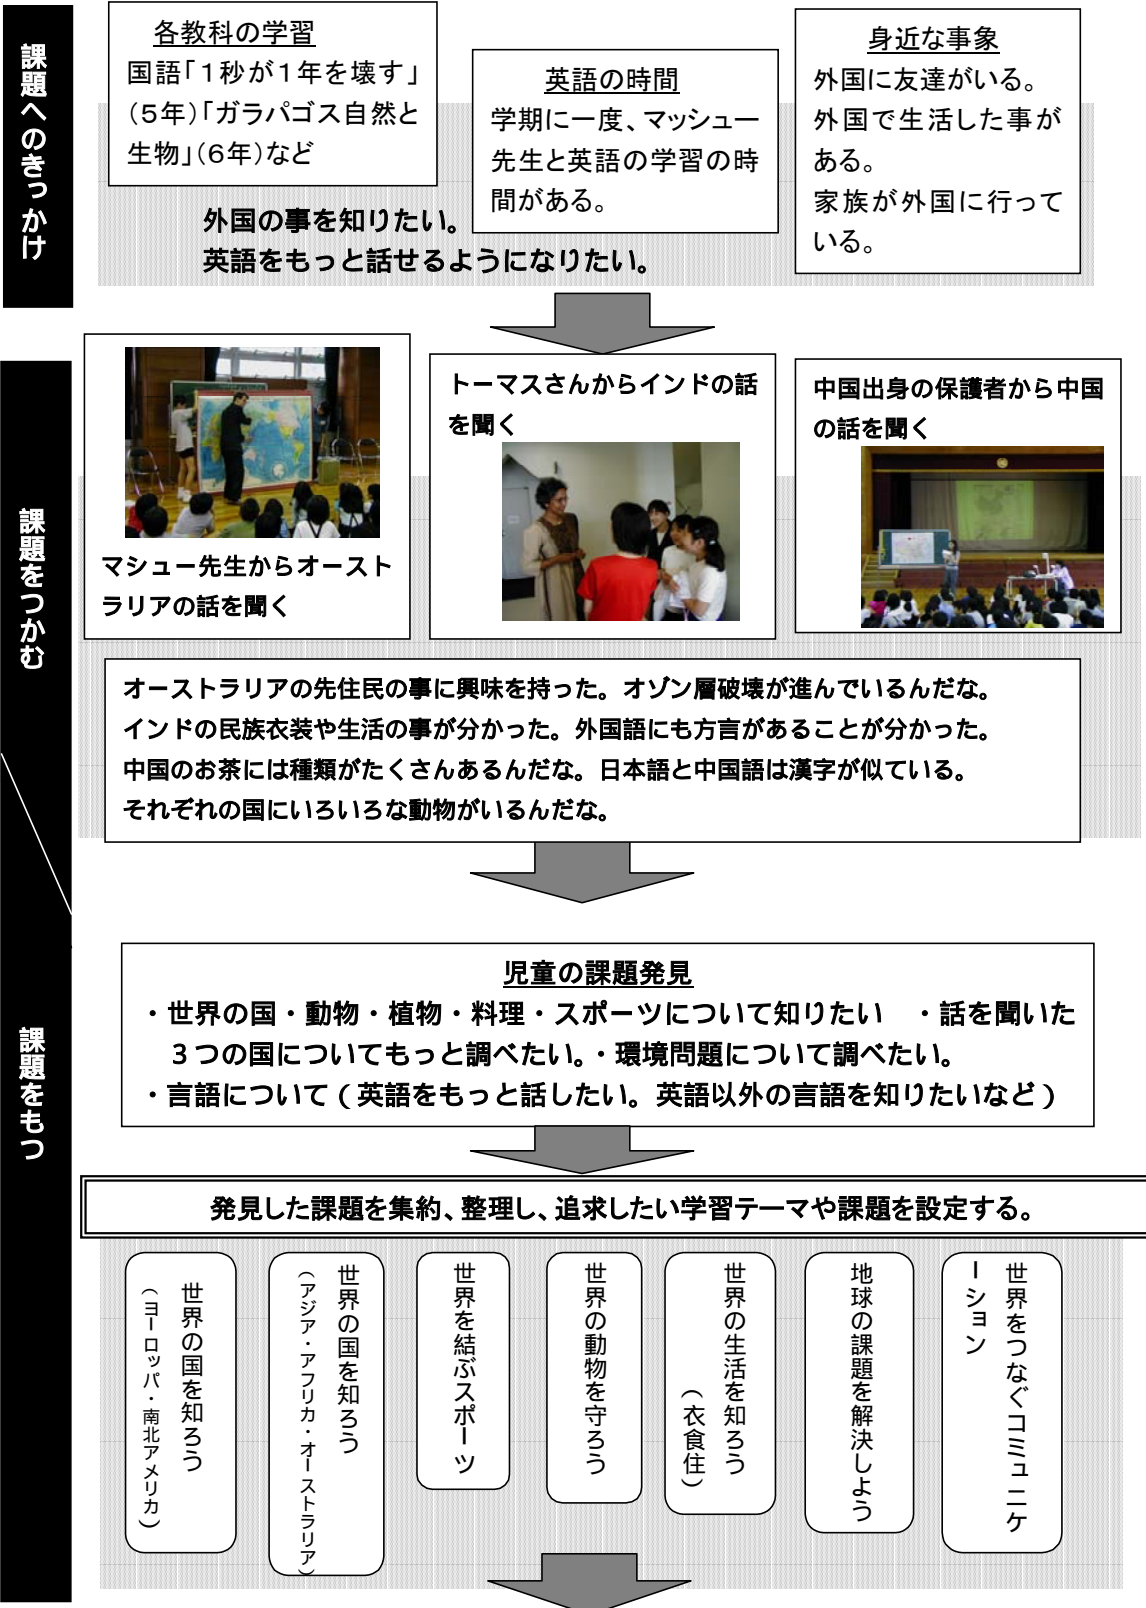 課題へのきっかけ
各教科の学習
国語「１秒が１年を壊す」
（５年）「ガラパゴス自然と
生物」（６年）など
英語の時間
学期に一度、マッシュー
先生と英語の学習の時
間がある。
身近な事象
外国に友達がいる。
外国で生活した事が
ある。
家族が外国に行って
いる。
外国の事を知りたい。
英語をもっと話せるようになりたい。
課題をつかむ
マシュー先生からオースト
ラリアの話を聞く
トーマスさんからインドの話
を聞く
中国出身の保護者から中国
の話を聞く
オーストラリアの先住民の事に興味を持った。オゾン層破壊が進んでいるんだな。
インドの民族衣装や生活の事が分かった。外国語にも方言があることが分かった。
中国のお茶には種類がたくさんあるんだな。日本語と中国語は漢字が似ている。
それぞれの国にいろいろな動物がいるんだな。
課題をもつ
児童の課題発見
・世界の国・動物・植物・料理・スポーツについて知りたい　・話を聞いた
３つの国についてもっと調べたい。・環境問題について調べたい。
・言語について（英語をもっと話したい。英語以外の言語を知りたいなど）
発見した課題を集約、整理し、追求したい学習テーマや課題を設定する。
世界の国を知ろう
（ヨーロッパ・南北アメリカ）
世界の国を知ろう
（アジア・アフリカ・オーストラリア）
世界を結ぶスポーツ
世界の動物を守ろう
世界の生活を知ろう
（衣食住）
地球の課題を解決しよう
世界をつなぐコミュニケ
ーション